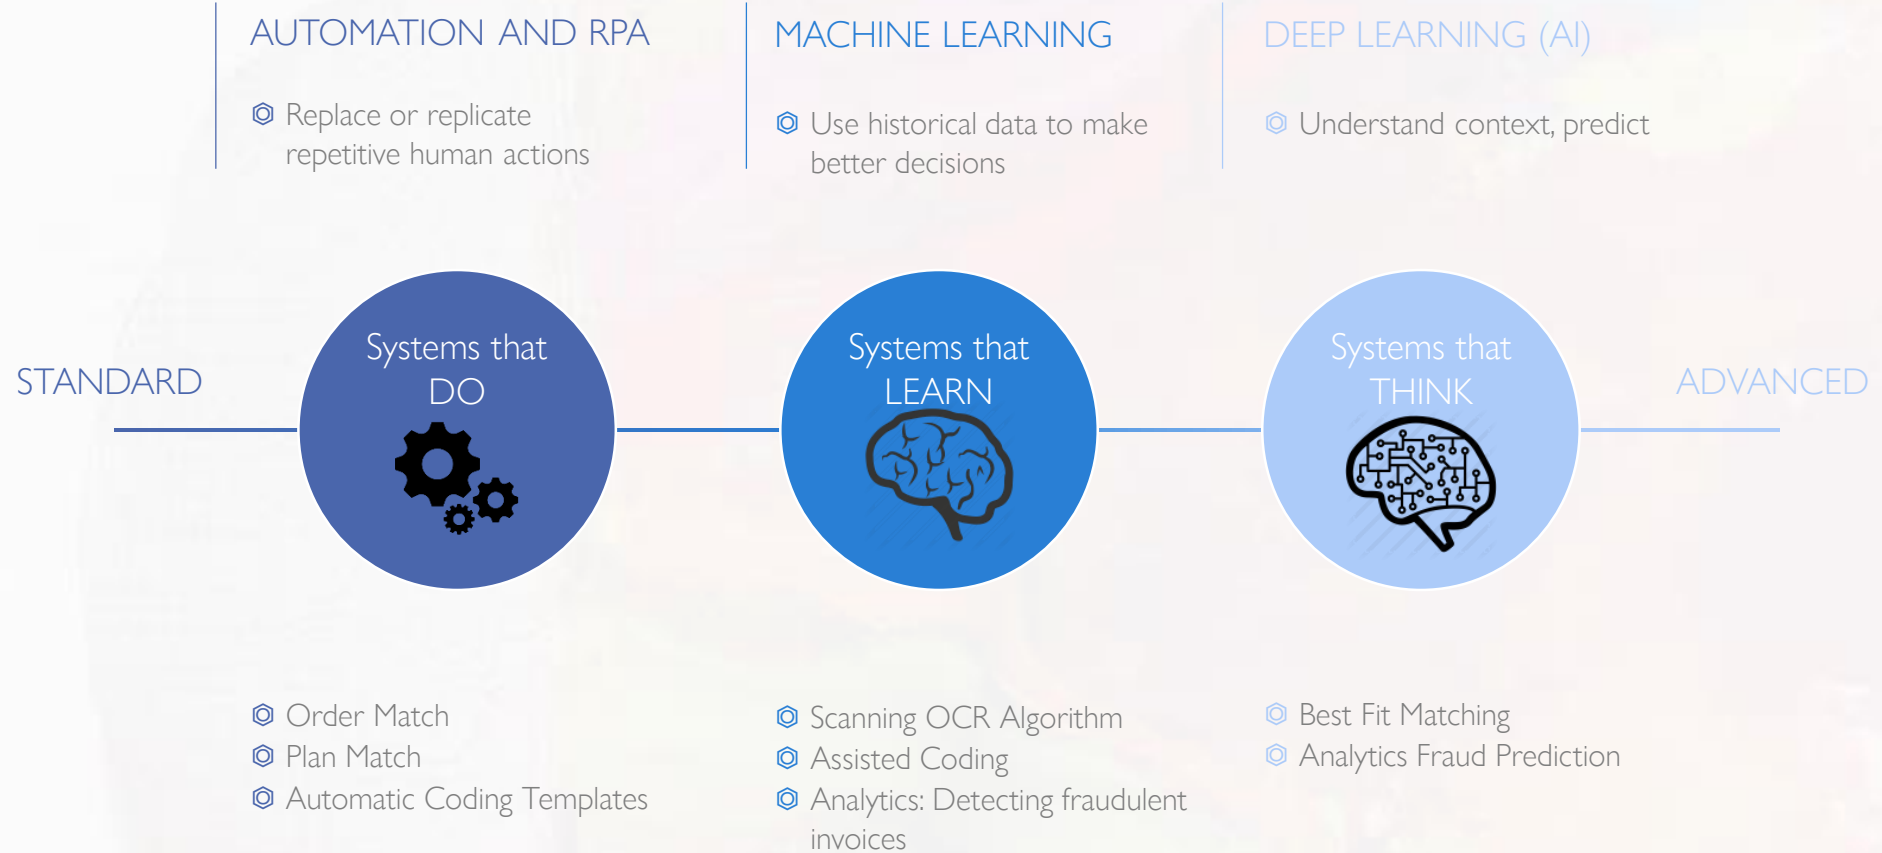 AUTOMATION AND RPA
Replace or replicate
repetitive human actions
MACHINE LEARNING
Use historical data to make
better decisions
DEEP LEARNING (AI)
Understand context, predict
STANDARD
Systems that
DO
Systems that
LEARN
Systems that
THINK
ADVANCED
Order Match
Plan Match
Automatic Coding Templates
Scanning OCR Algorithm
Assisted Coding
Analytics: Detecting fraudulent
invoices
Best Fit Matching
Analytics Fraud Prediction